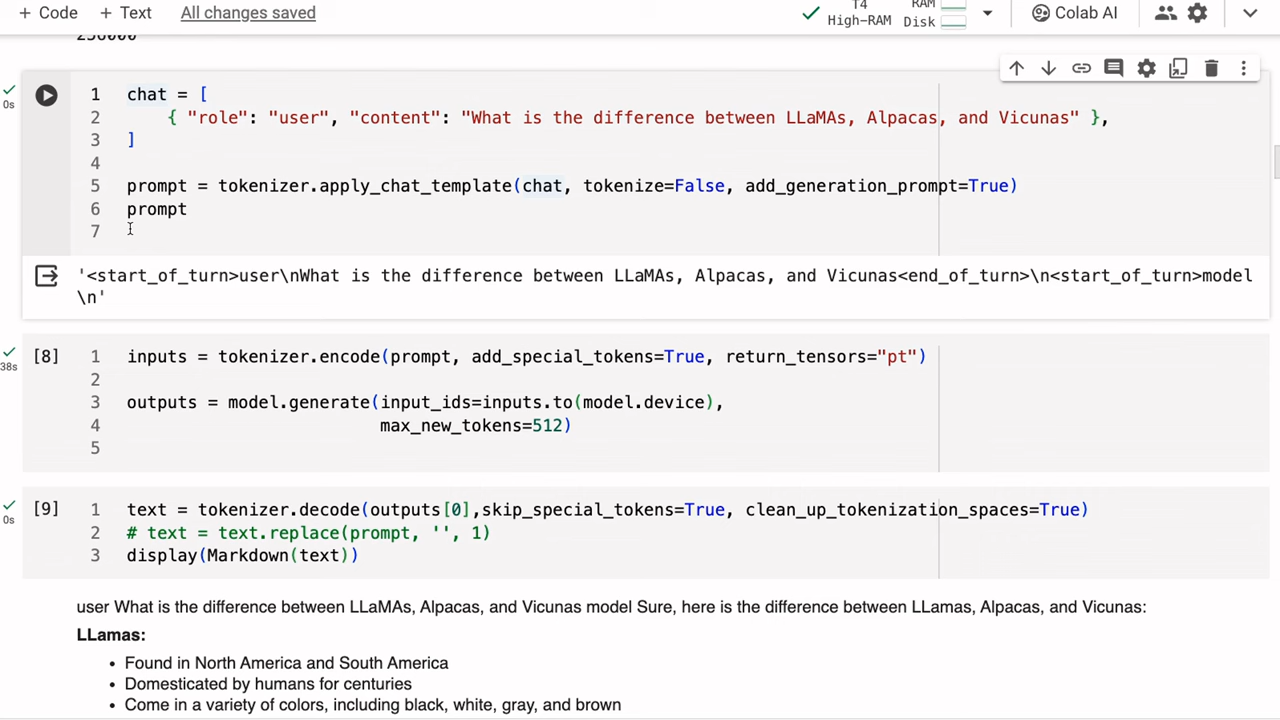 + Code + Text All changes saved
T4
High-RAM
RAM
Disk
Colab AI
256000
0s
1 chat = [
2 { "role": "user", "content": "What is the difference between LLaMAs, Alpacas, and Vicunas" },
3 ]
4
5 prompt = tokenizer.apply_chat_template(chat, tokenize=False, add_generation_prompt=True)
6 prompt
7
'<start_of_turn>user\nWhat is the difference between LLaMAs, Alpacas, and Vicunas<end_of_turn>\n<start_of_turn>model
\n'
38s
[8] 1 inputs = tokenizer.encode(prompt, add_special_tokens=True, return_tensors="pt")
2
3 outputs = model.generate(input_ids=inputs.to(model.device),
4 max_new_tokens=512)
5
0s
[9] 1 text = tokenizer.decode(outputs[0],skip_special_tokens=True, clean_up_tokenization_spaces=True)
2 # text = text.replace(prompt, '', 1)
3 display(Markdown(text))
user What is the difference between LLaMAs, Alpacas, and Vicunas model Sure, here is the difference between LLamas, Alpacas, and Vicunas:
LLamas:
• Found in North America and South America
• Domesticated by humans for centuries
• Come in a variety of colors, including black, white, gray, and brown